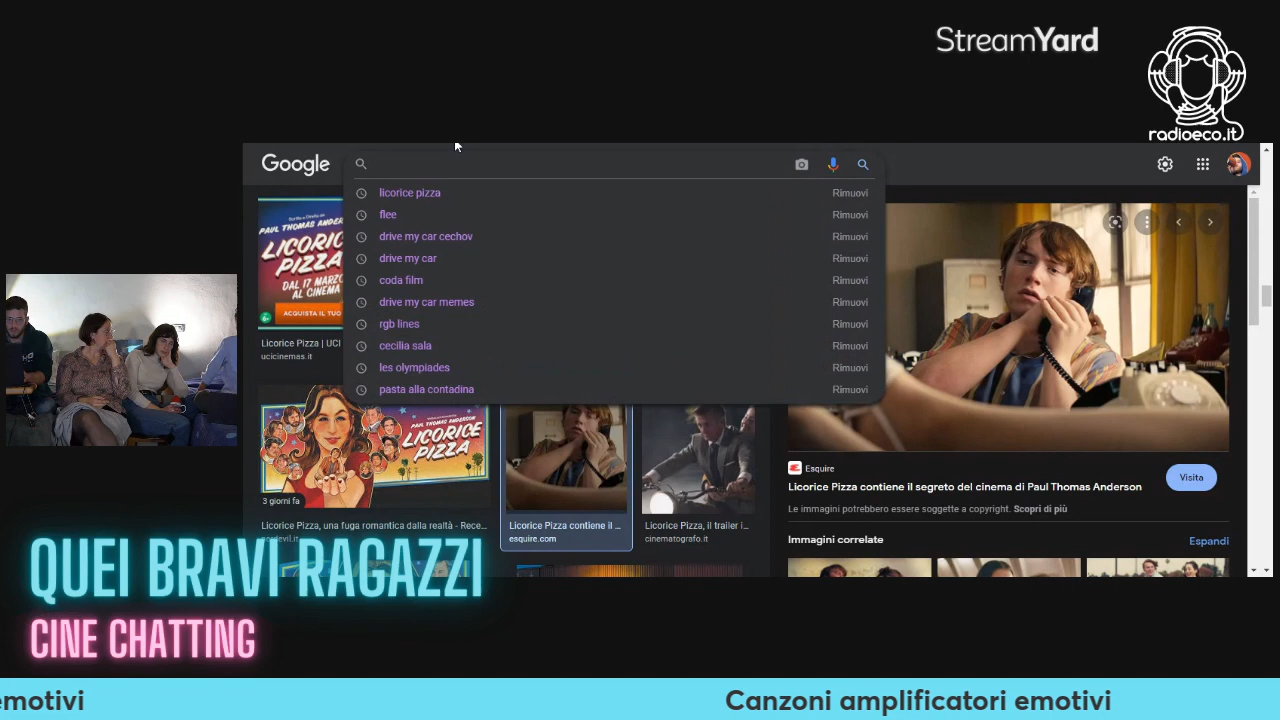 StreamYard
radioeco.it
Google
licorice pizza Rimuovi
flee Rimuovi
drive my car cechov Rimuovi
drive my car Rimuovi
coda film Rimuovi
drive my car memes Rimuovi
rgb lines Rimuovi
cecilia sala Rimuovi
les olympiades Rimuovi
pasta alla contadina Rimuovi
PAUL THOMAS ANDER
LICORIC
PIZZA
DAL 17 MARZO
AL CINEMA
ACQUISTA IL TUO
Licorice Pizza | UCI
ucicinemas.it
PAUL THOMAS ANDERSON
LICORICE
PIZZA
3 giorni fa
Licorice Pizza, una fuga romantica dalla realtà - Rece...
Licorice Pizza contiene il ...
esquire.com
Licorice Pizza, il trailer i...
cinematografo.it
Esquire
Licorice Pizza contiene il segreto del cinema di Paul Thomas Anderson
Visita
Le immagini potrebbero essere soggette a copyright. Scopri di più
Immagini correlate
Espandi
QUEI BRAVI RAGAZZI
CINE CHATTING
emotivi
Canzoni amplificatori emotivi